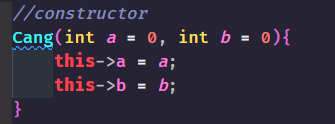 //constructor
Cang(int a = 0, int b = 0){
    this->a = a;
    this->b = b;
}